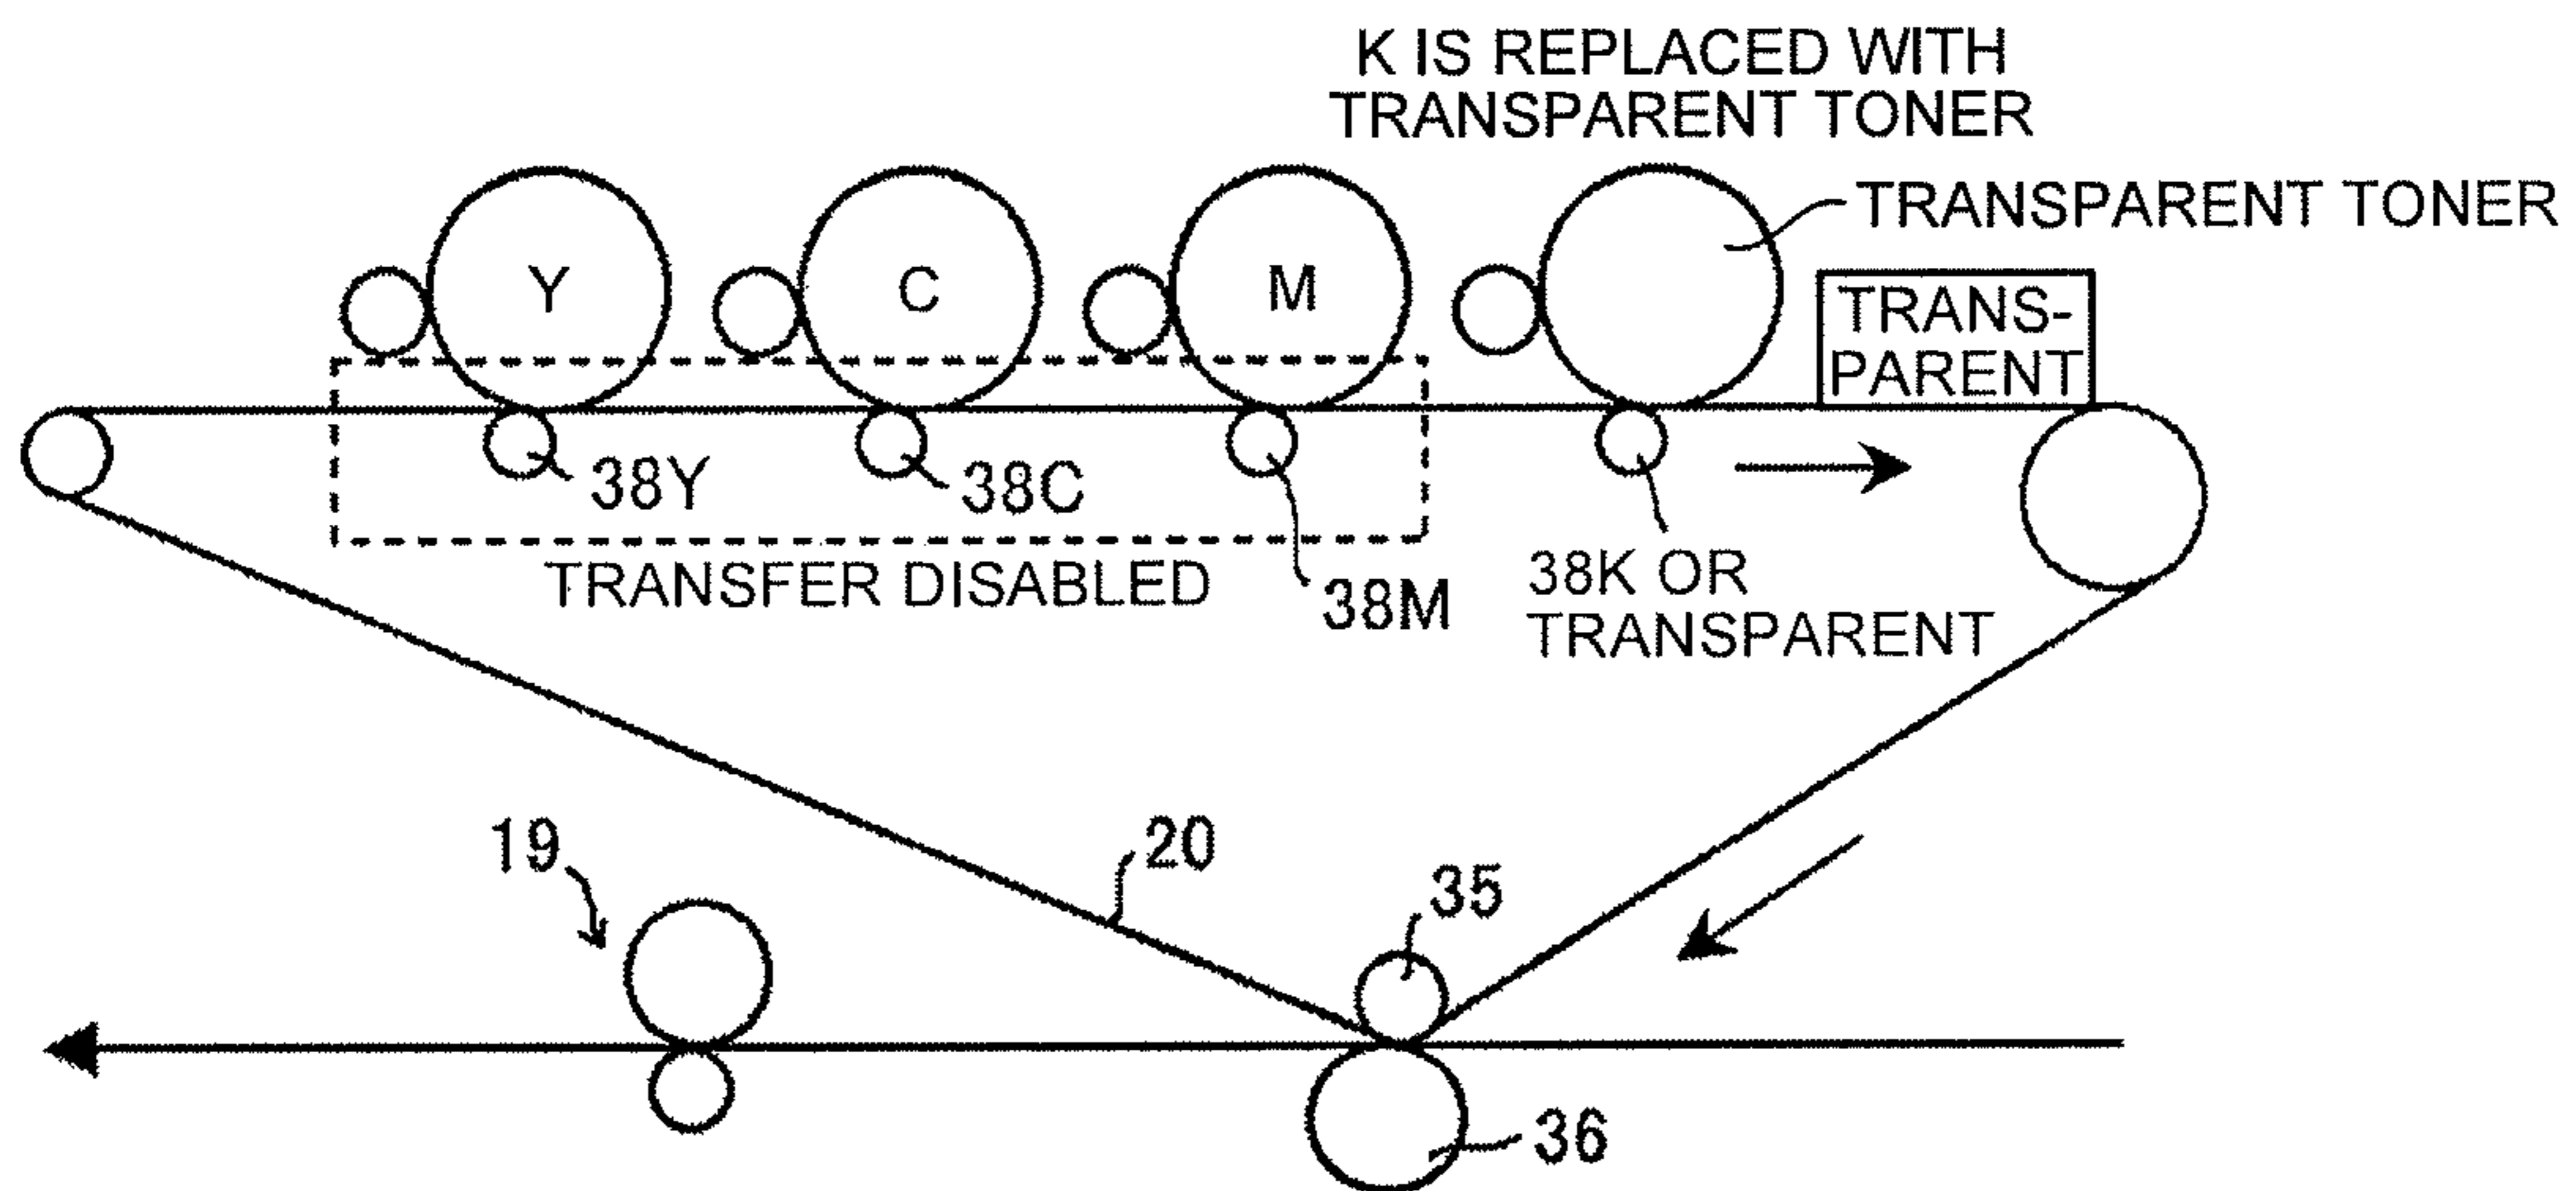 K IS REPLACED WITH
TRANSPARENT TONER
TRANSPARENT TONER
Y
C
M
TRANS-
PARENT
38Y
38C
38M
38K OR
TRANSPARENT
TRANSFER DISABLED
19
20
35
36